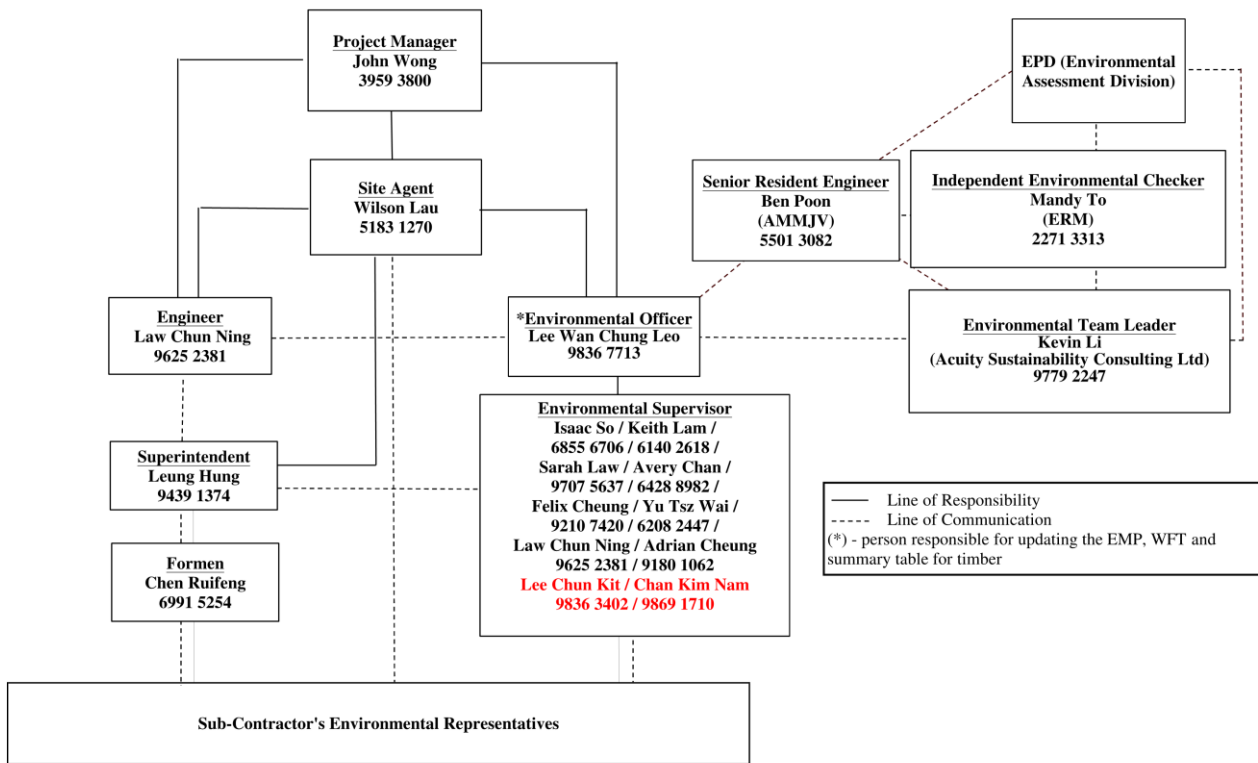 Project Manager
John Wong
3959 3800
EPD (Environmental
Assessment Division)
Site Agent
Wilson Lau
5183 1270
Senior Resident Engineer
Ben Poon
(AMMJV)
5501 3082
Independent Environmental Checker
Mandy To
(ERM)
2271 3313
Engineer
Law Chun Ning
9625 2381
*Environmental Officer
Lee Wan Chung Leo
9836 7713
Environmental Team Leader
Kevin Li
(Acuity Sustainability Consulting Ltd)
9779 2247
Environmental Supervisor
Isaac So / Keith Lam /
6855 6706 / 6140 2618 /
Sarah Law / Avery Chan /
9707 5637 / 6428 8982 /
Felix Cheung / Yu Tsz Wai /
9210 7420 / 6208 2447 /
Law Chun Ning / Adrian Cheung
9625 2381 / 9180 1062
Lee Chun Kit / Chan Kim Nam
9836 3402 / 9869 1710
Superintendent
Leung Hung
9439 1374
Formen
Chen Ruifeng
6991 5254
Line of Responsibility
Line of Communication
(*) - person responsible for updating the EMP, WFT and
summary table for timber
Sub-Contractor's Environmental Representatives